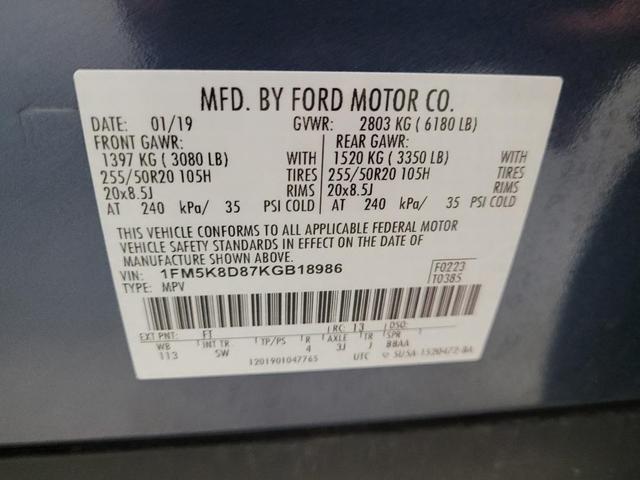 MFD. BY FORD MOTOR CO.
DATE: 01/19 GVWR: 2803 KG ( 6180 LB)
FRONT GAWR: REAR GAWR:
1397 KG ( 3080 LB) WITH 1520 KG ( 3350 LB) WITH
255/50R20 105H TIRES 255/50R20 105H TIRES
20x8.5J RIMS 20x8.5J RIMS
AT 240 kPa/ 35 PSI COLD AT 240 kPa/ 35 PSI COLD
THIS VEHICLE CONFORMS TO ALL APPLICABLE FEDERAL MOTOR
VEHICLE SAFETY STANDARDS IN EFFECT ON THE DATE OF
MANUFACTURE SHOWN ABOVE.
VIN: 1FM5K8D87KGB18986 F0223
TYPE: MPV T0385
EXT PNT: FT RC: 13 DSO:
WB INT TR TP/PS R AXLE TR SPR
113 SW 4 3J J BBAA
1201901047765 UTC 5U5A-1520472-BA